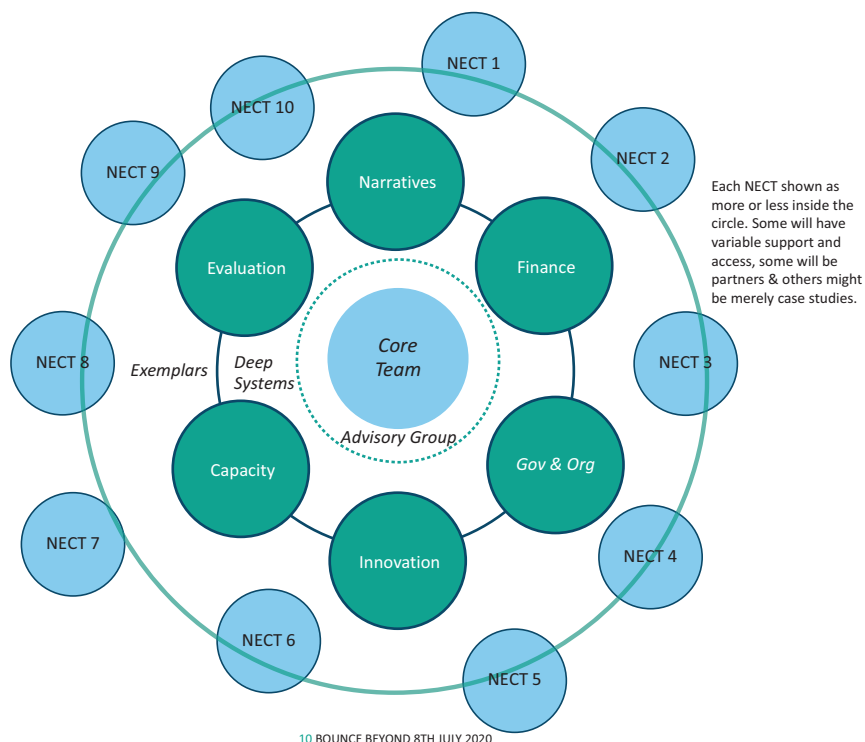 NECT 1
NECT 10
NECT 2
NECT 9
Narratives
Each NECT shown as
more or less inside the
circle. Some will have
variable support and
access, some will be
partners & others might
be merely case studies.
Evaluation
Finance
Core
Team
NECT 8
Exemplars
Deep
Systems
NECT 3
Advisory Group
Capacity
Gov & Org
NECT 7
Innovation
NECT 4
NECT 6
NECT 5
10 BOUNCE BEYOND 8TH JULY 2020